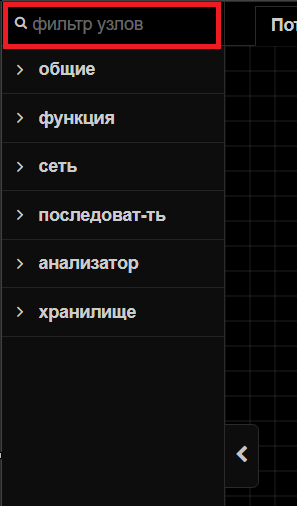 фильтр узлов
Пот
общие
функция
сеть
последоват-ть
анализатор
хранилище